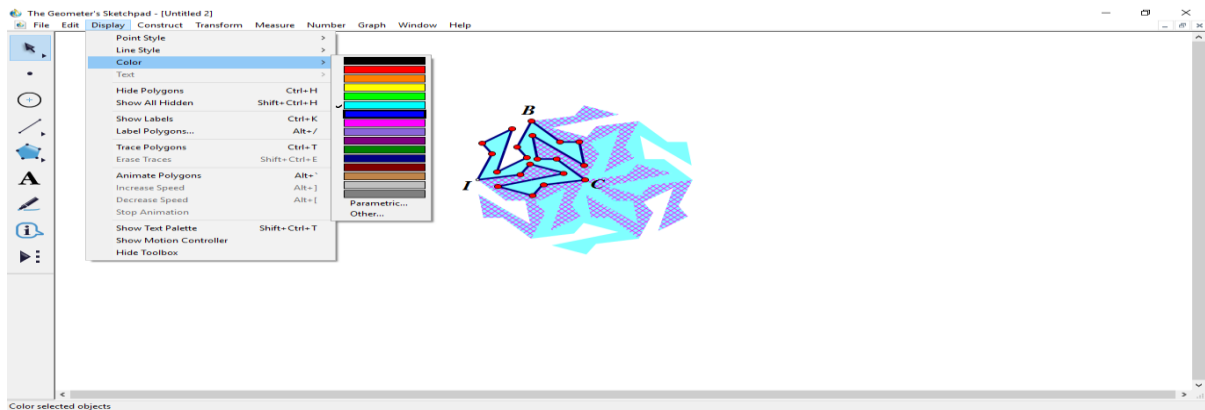 The Geometer's Sketchpad - [Untitled 2]
File Edit Display Construct Transform Measure Number Graph Window Help
Point Style
Line Style
Color
Text
Hide Polygons Ctrl+H
Show All Hidden Shift+Ctrl+H
Show Labels Ctrl+K
Label Polygons... Alt+/
Trace Polygons Ctrl+T
Erase Traces Shift+Ctrl+E
Animate Polygons Alt+`
Increase Speed Alt+]
Decrease Speed Alt+[
Stop Animation
Show Text Palette Shift+Ctrl+T
Show Motion Controller
Hide Toolbox
Parametric...
Other...
A
B
I
C
Color selected objects